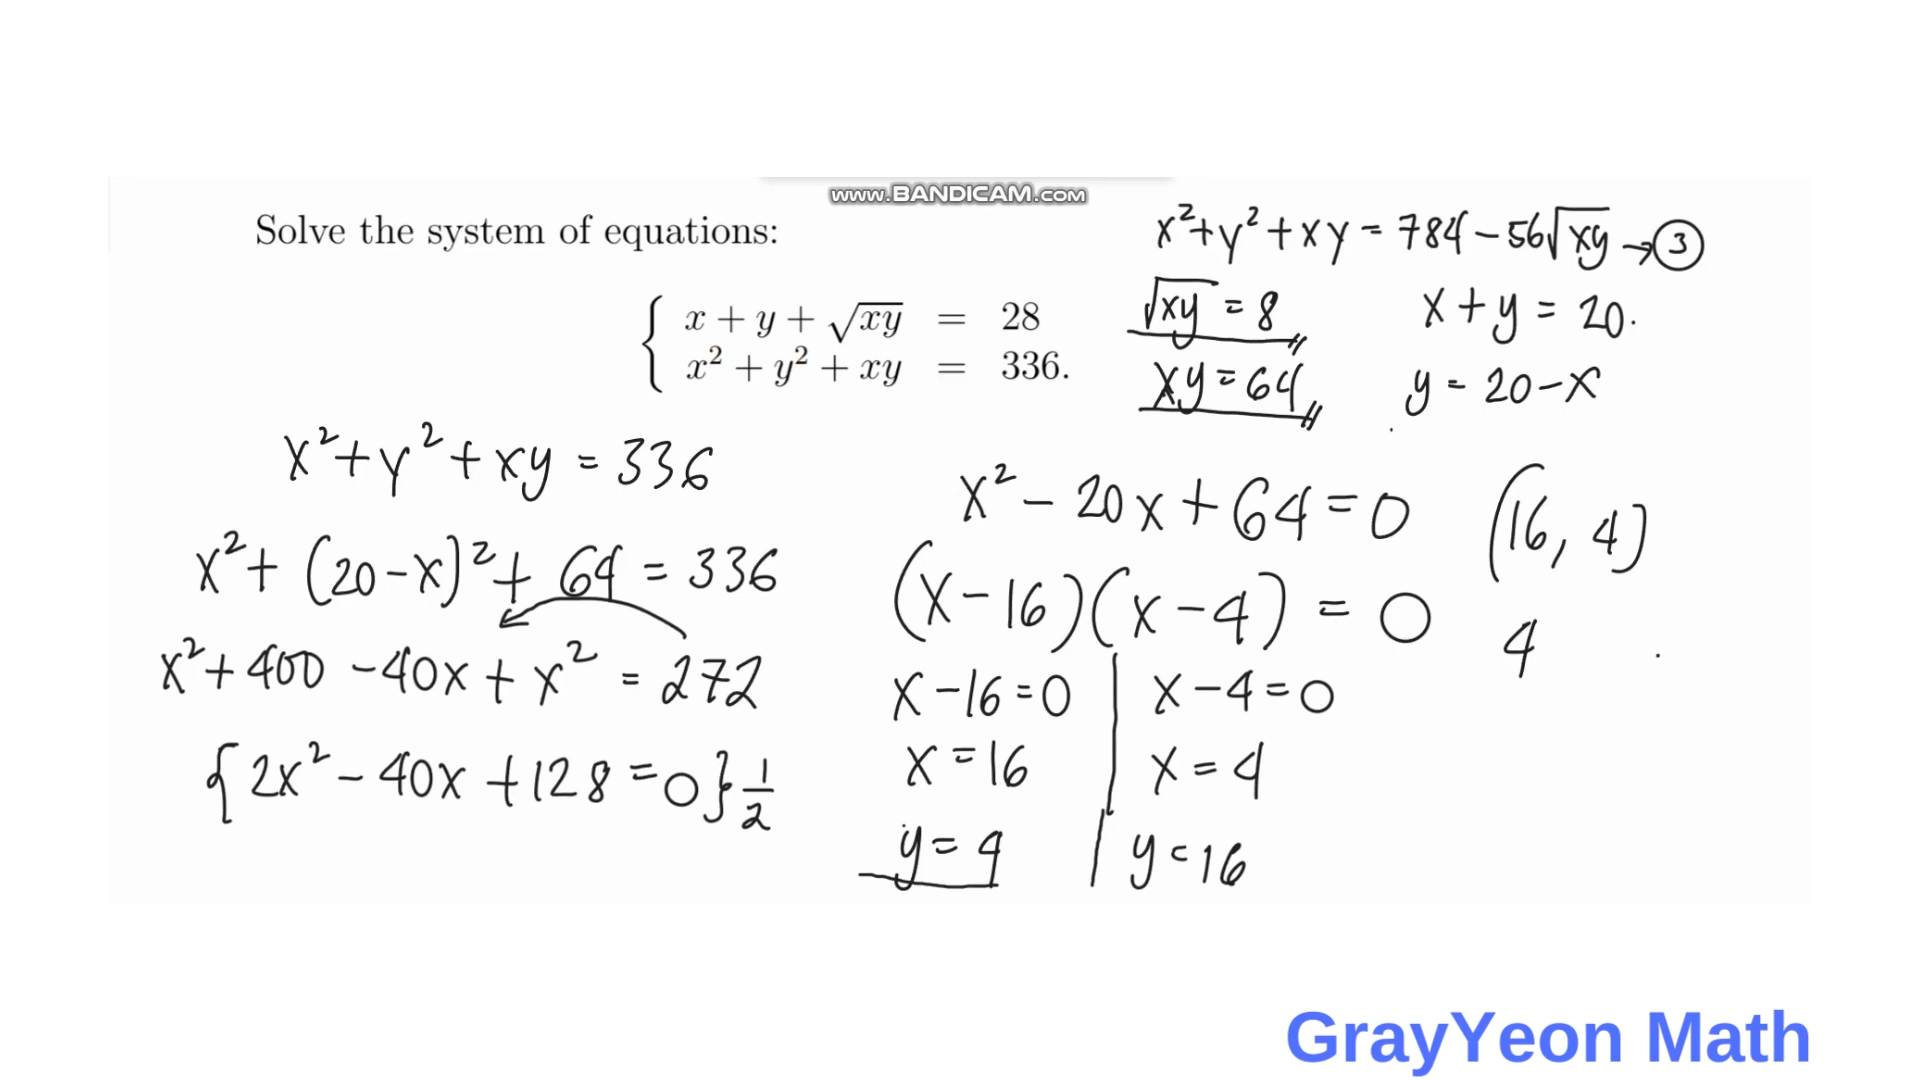 www.BANDICAM.com
Solve the system of equations:
x + y + √xy = 28
x² + y² + xy = 336.
x²+y²+xy = 336
x²+ (20-x)²+ 64 = 336
x²+400 -40x + x² = 272
{2x² - 40x +128 = 0} 1/2
x²+y²+xy = 784 - 56√xy → ③
√xy = 8
x + y = 20.
xy = 64
y = 20-x
x² - 20x + 64 = 0
(x-16)(x-4) = 0
x-16=0 | x-4=0
x=16 | x=4
y=4 | y=16
(16, 4)
4
GrayYeon Math